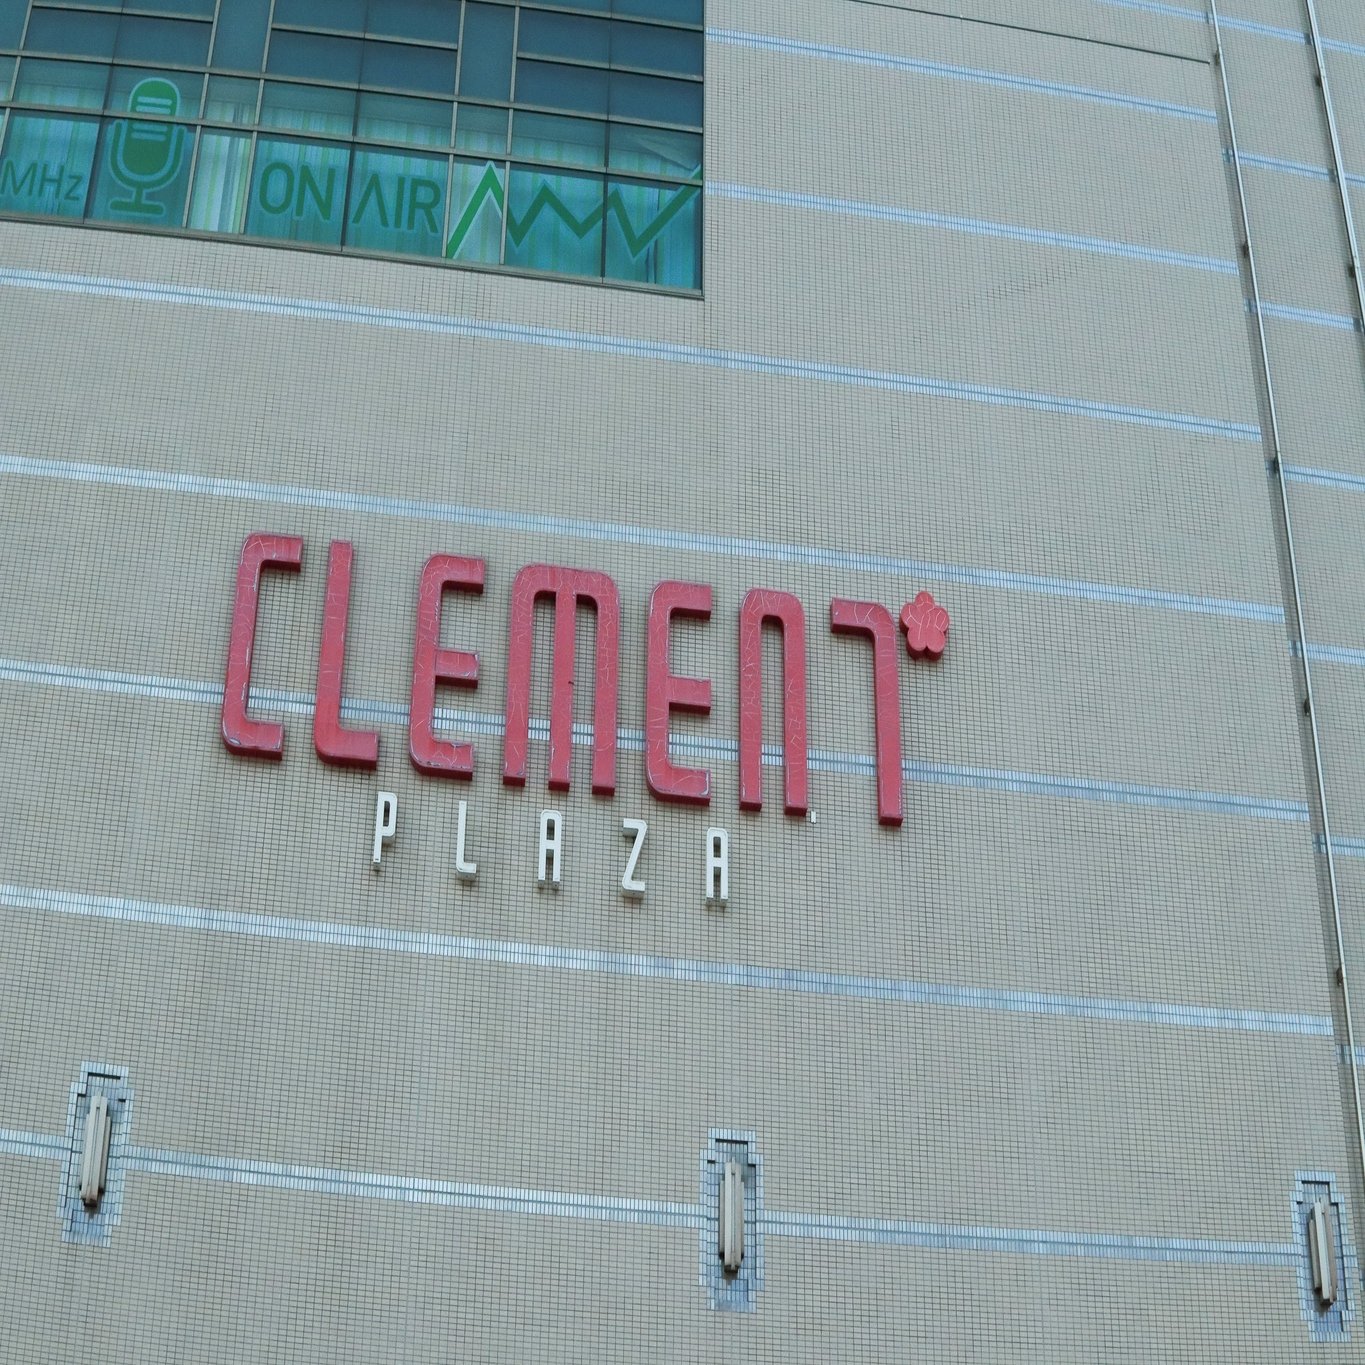 MHz ON AIR
CLEMENT
PLAZA